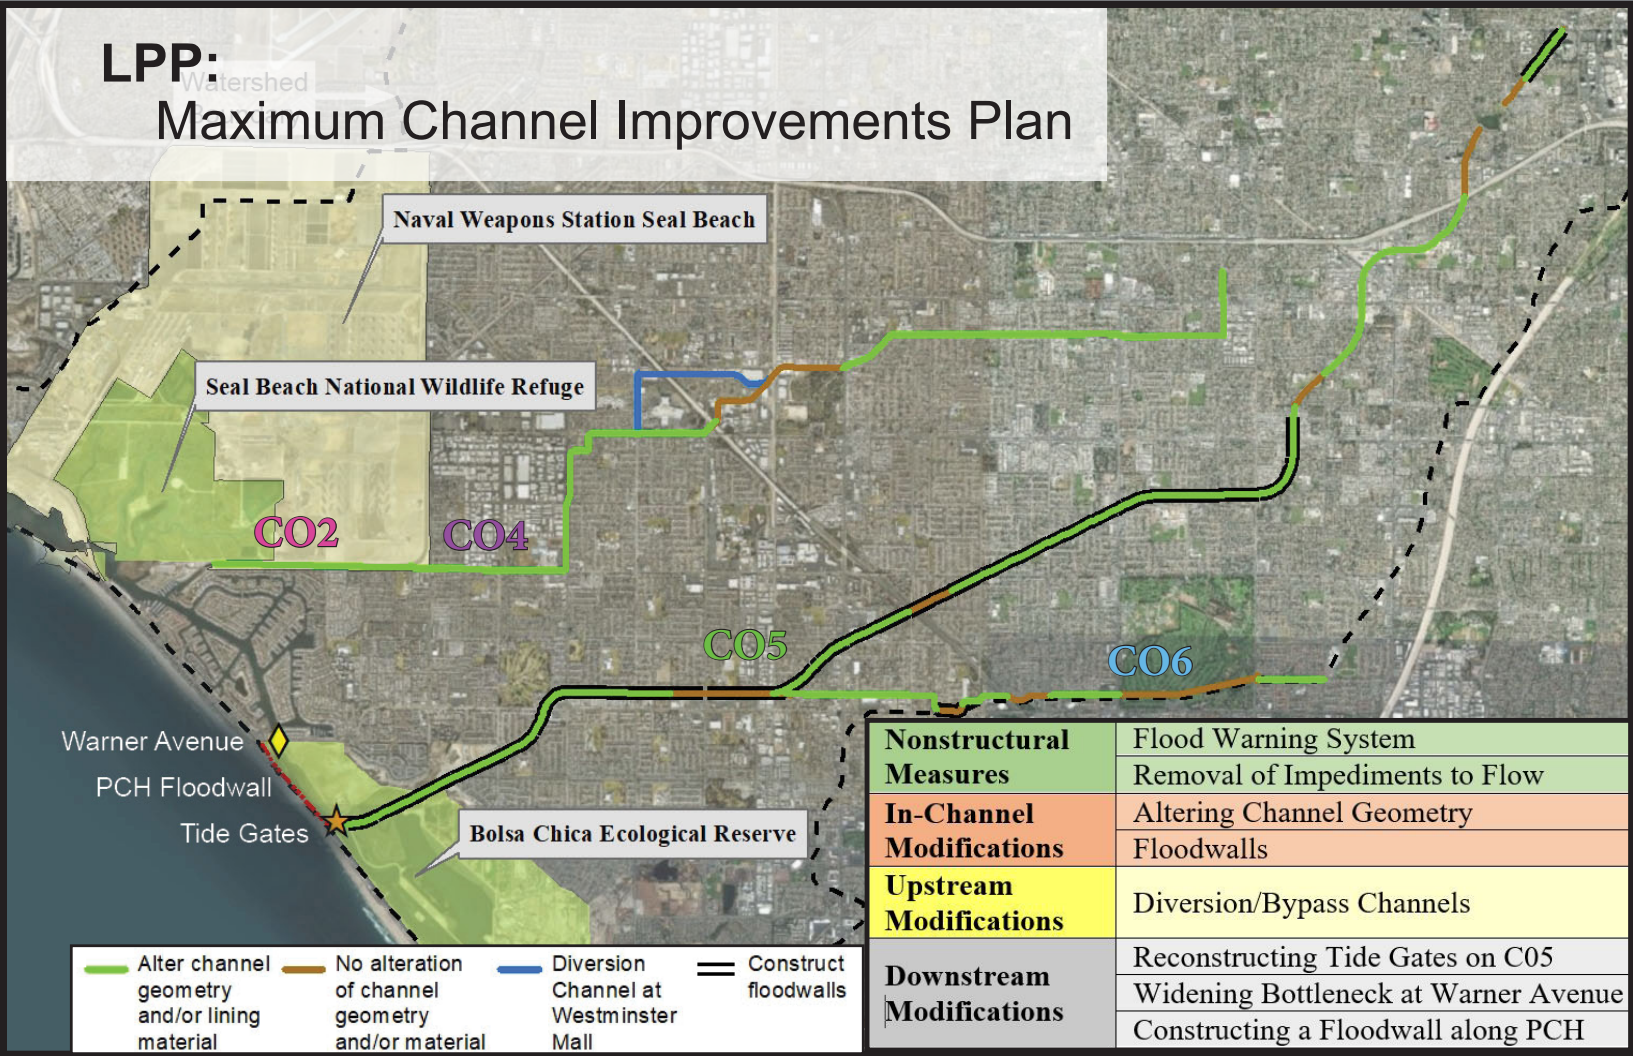 LPP:
Watershed
Boundary
Maximum Channel Improvements Plan
Naval Weapons Station Seal Beach
Seal Beach National Wildlife Refuge
CO2
CO4
CO5
CO6
Warner Avenue
PCH Floodwall
Tide Gates
Bolsa Chica Ecological Reserve
Alter channel
geometry
and/or lining
material
No alteration
of channel
geometry
and/or material
Diversion
Channel at
Westminster
Mall
Construct
floodwalls
Nonstructural
Measures
Flood Warning System
Removal of Impediments to Flow
In-Channel
Modifications
Altering Channel Geometry
Floodwalls
Upstream
Modifications
Diversion/Bypass Channels
Downstream
Modifications
Reconstructing Tide Gates on C05
Widening Bottleneck at Warner Avenue
Constructing a Floodwall along PCH